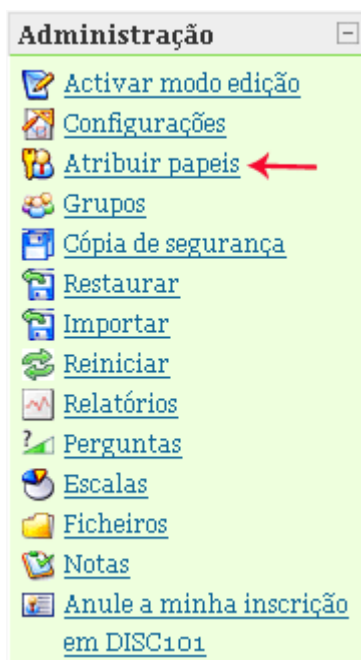 Administração
Activar modo edição
Configurações
Atribuir papeis
Grupos
Cópia de segurança
Restaurar
Importar
Reiniciar
Relatórios
Perguntas
Escalas
Ficheiros
Notas
Anule a minha inscrição
em DISC101